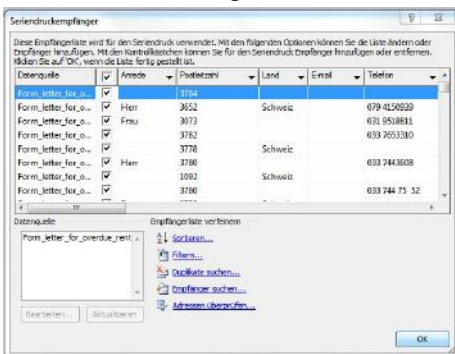 Seriendruckempfänger
Diese Empfängerliste wird für den Seriendruck verwendet. Mit den folgenden Optionen können Sie die Liste ändern oder
Empfänger hinzufügen. Mit den Kontrollkästchen können Sie für den Seriendruck Empfänger hinzufügen oder entfernen.
Klicken Sie auf 'OK', wenn die Liste fertig gestellt ist.
Datenquelle Anrede Postleitzahl Land E-mail Telefon
Form_letter_for_o... 3784
Form_letter_for_o... Herr 3652 Schweiz 079 4150939
Form_letter_for_o... Frau 3073 031 9518611
Form_letter_for_o... 3782 033 7653310
Form_letter_for_o... 3778 Schweiz
Form_letter_for_o... Herr 3780 033 7443608
Form_letter_for_o... 1092 Schweiz
Form_letter_for_o... 3780 033 744 75 52
Datenquelle Empfängerliste verfeinern
Form_letter_for_overdue_rent
Sortieren...
Filtern...
Duplikate suchen...
Empfänger suchen...
Adressen überprüfen...
Bearbeiten... Aktualisieren
OK